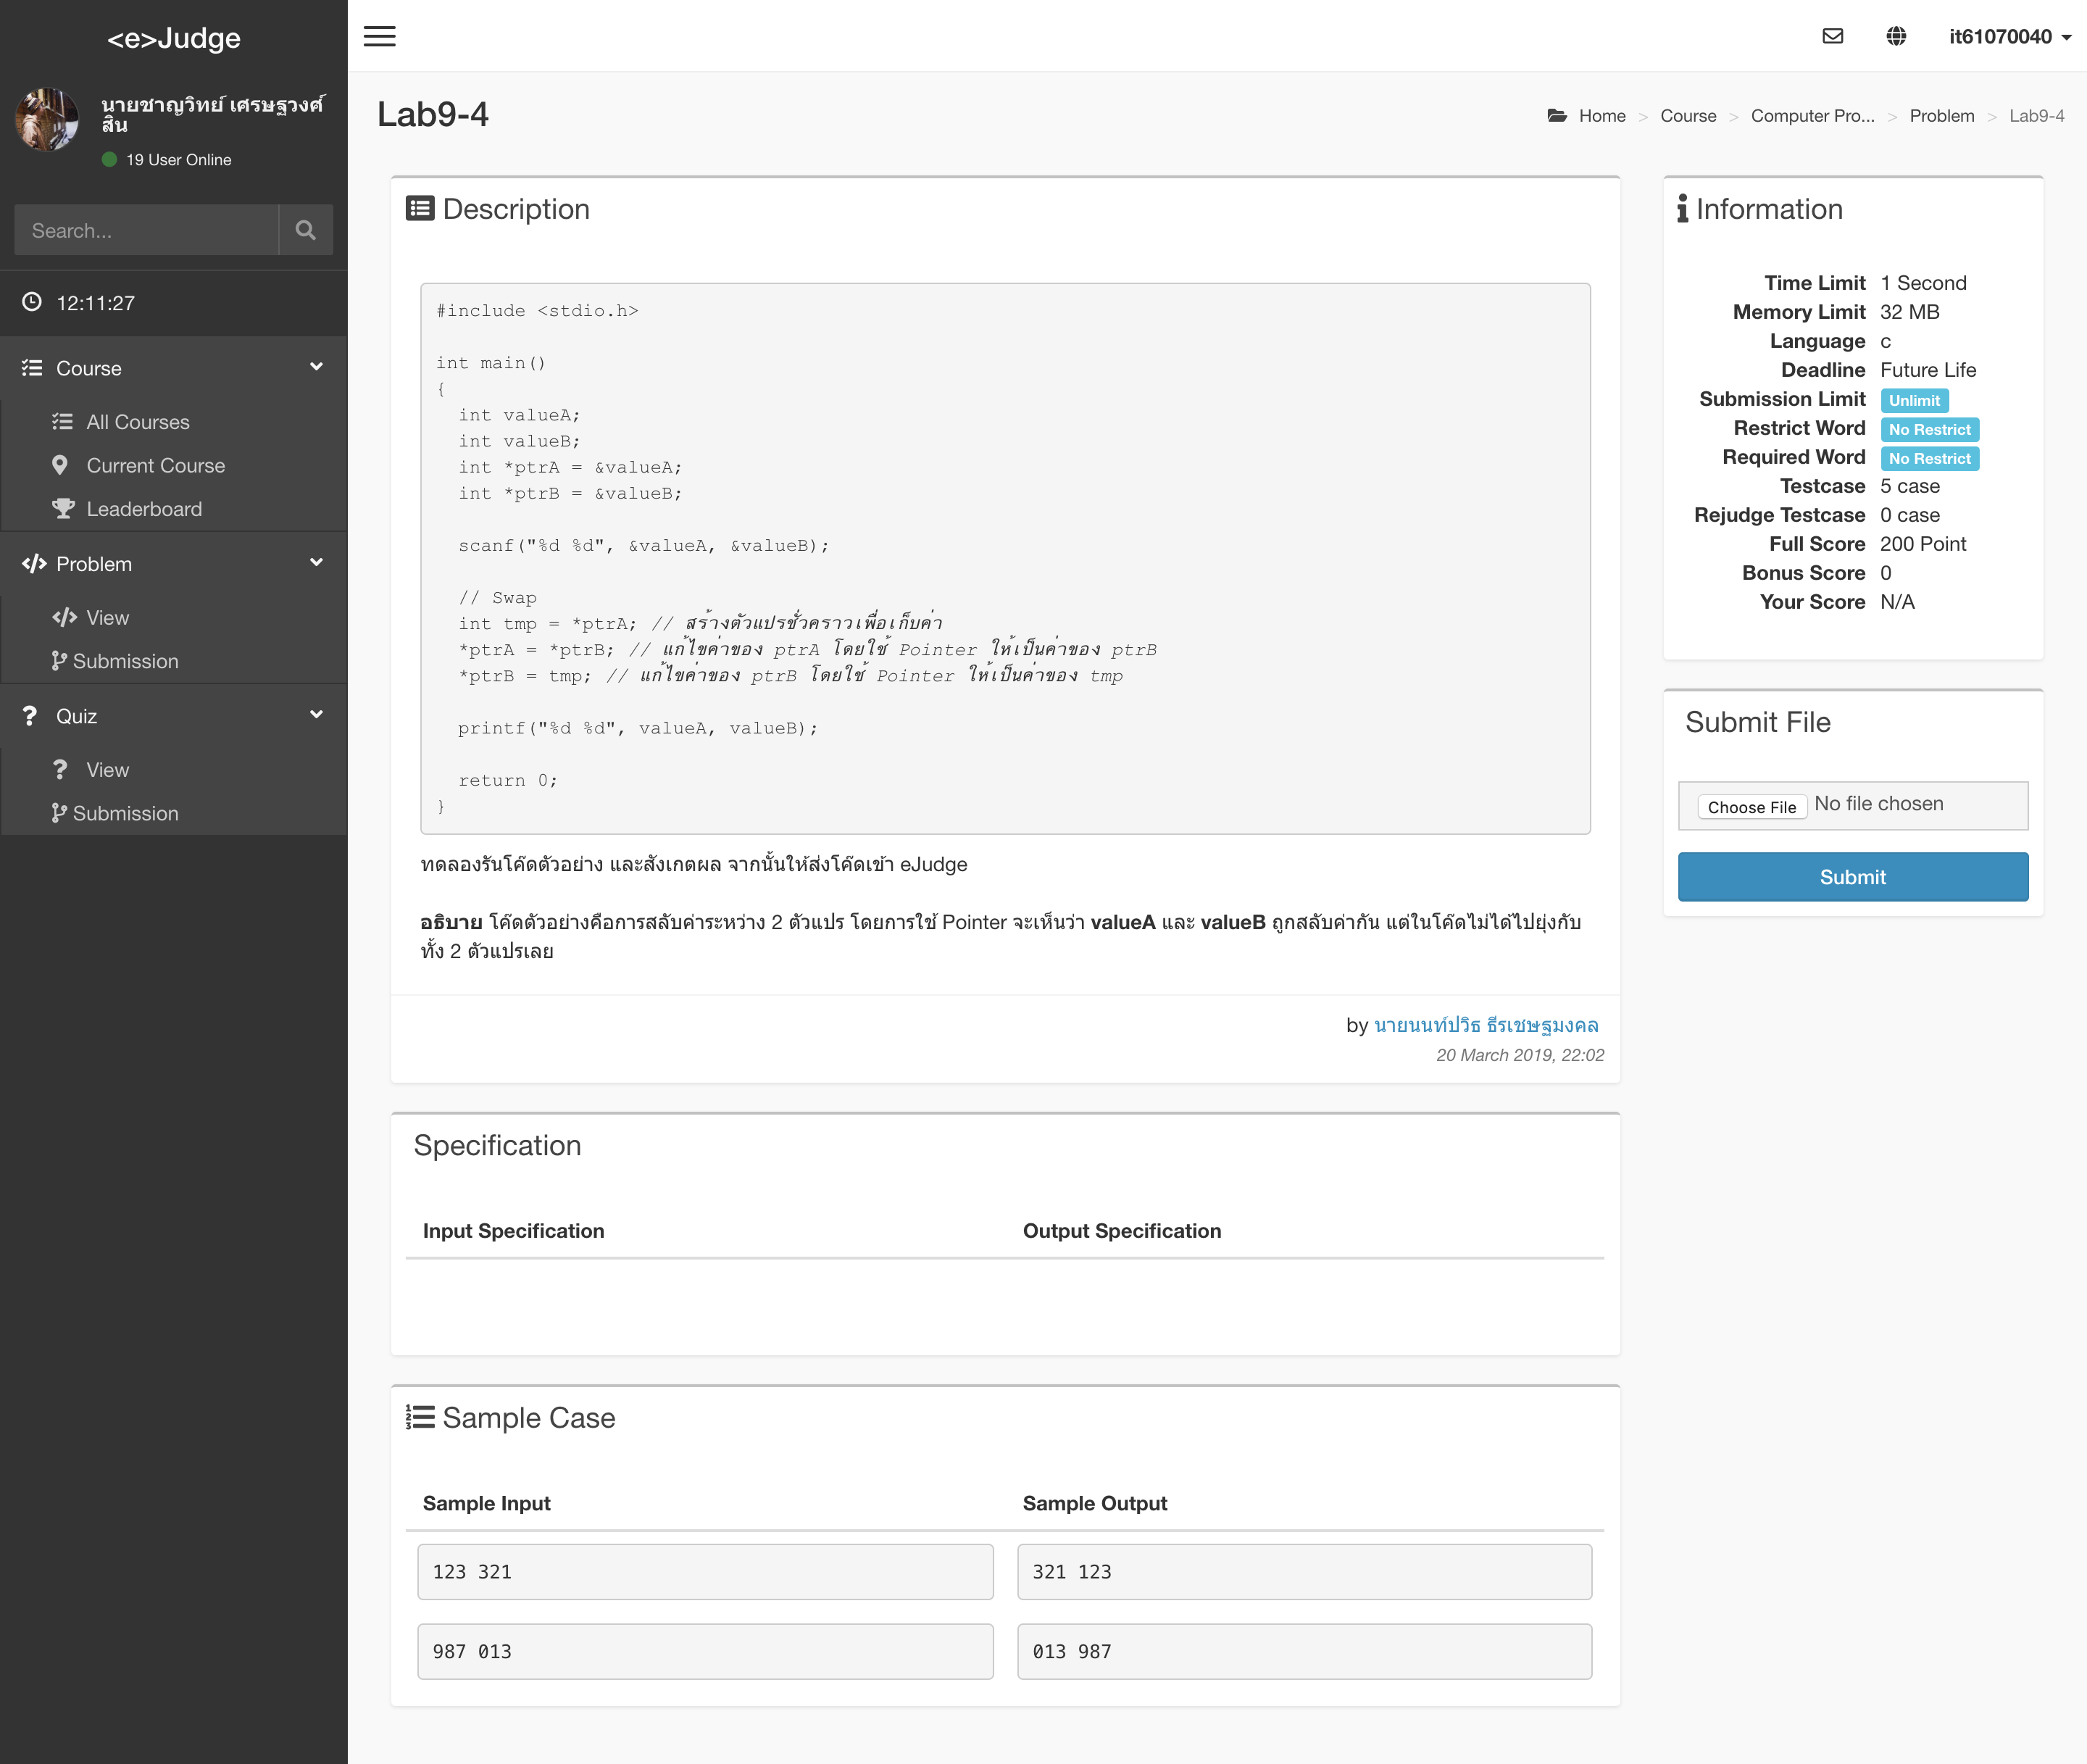 <e>Judge
นายชาญวิทย์ เศรษฐวงศ์
สิน
19 User Online
Search...
12:11:27
Course
All Courses
Current Course
Leaderboard
Problem
View
Submission
Quiz
View
Submission
it61070040
Lab9-4
Home > Course > Computer Pro... > Problem > Lab9-4
Description
#include <stdio.h>
int main()
{
int valueA;
int valueB;
int *ptrA = &valueA;
int *ptrB = &valueB;
scanf("%d %d", &valueA, &valueB);
// Swap
int tmp = *ptrA; // สร้างตัวแปรชั่วคราวเพื่อเก็บค่า
*ptrA = *ptrB; // แก้ไขค่าของ ptrA โดยใช้ Pointer ให้เป็นค่าของ ptrB
*ptrB = tmp; // แก้ไขค่าของ ptrB โดยใช้ Pointer ให้เป็นค่าของ tmp
printf("%d %d", valueA, valueB);
return 0;
}
ทดลองรันโค๊ดตัวอย่าง และสังเกตผล จากนั้นให้ส่งโค๊ดเข้า eJudge
อธิบาย โค๊ดตัวอย่างคือการสลับค่าระหว่าง 2 ตัวแปร โดยการใช้ Pointer จะเห็นว่า valueA และ valueB ถูกสลับค่ากัน แต่ในโค๊ดไม่ได้ไปยุ่งกับ
ทั้ง 2 ตัวแปรเลย
by นายนนท์ปวิธ ธีรเชษฐมงคล
20 March 2019, 22:02
Specification
Input Specification Output Specification
Sample Case
Sample Input Sample Output
123 321 321 123
987 013 013 987
Information
Time Limit 1 Second
Memory Limit 32 MB
Language c
Deadline Future Life
Submission Limit Unlimit
Restrict Word No Restrict
Required Word No Restrict
Testcase 5 case
Rejudge Testcase 0 case
Full Score 200 Point
Bonus Score 0
Your Score N/A
Submit File
Choose File No file chosen
Submit